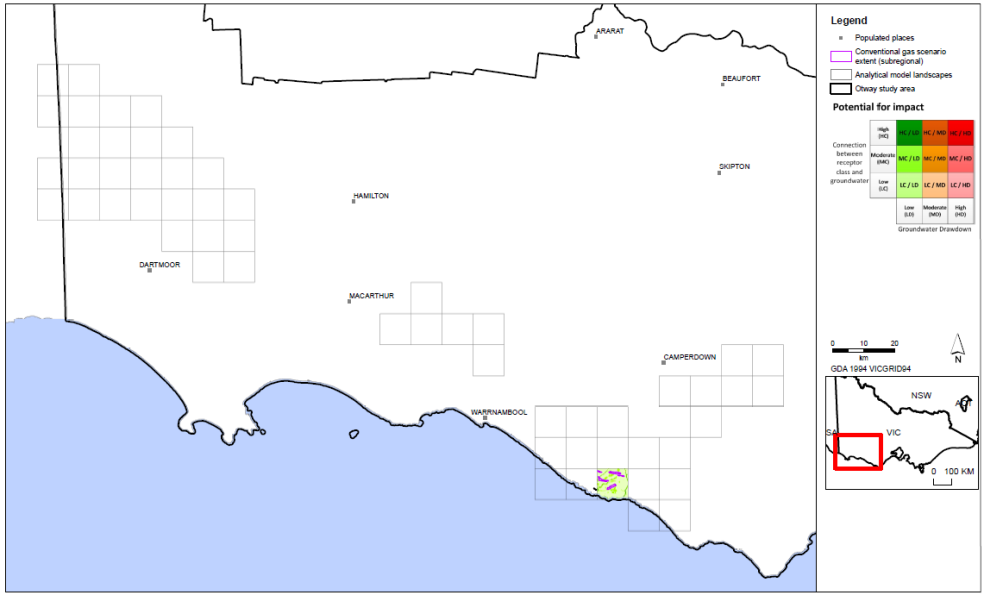 ARARAT
BEAUFORT
SKIPTON
HAMILTON
DARTMOOR
MACARTHUR
CAMPERDOWN
WARRNAMBOOL
Legend
Populated places
Conventional gas scenario
extent (subregional)
Analytical model landscapes
Otway study area
Potential for impact
Connection
between
receptor
class and
groundwater
High
(HC)
HC / LD HC / MD HC / HD
Moderate
(MC)
MC / LD MC / MD MC / HD
Low
(LC)
LC / LD LC / MD LC / HD
Low
(LD)
Moderate
(MD)
High
(HD)
Groundwater Drawdown
0 10 20
km
N
GDA 1994 VICGRID94
NSW
ACT
SA
VIC
0 100 KM